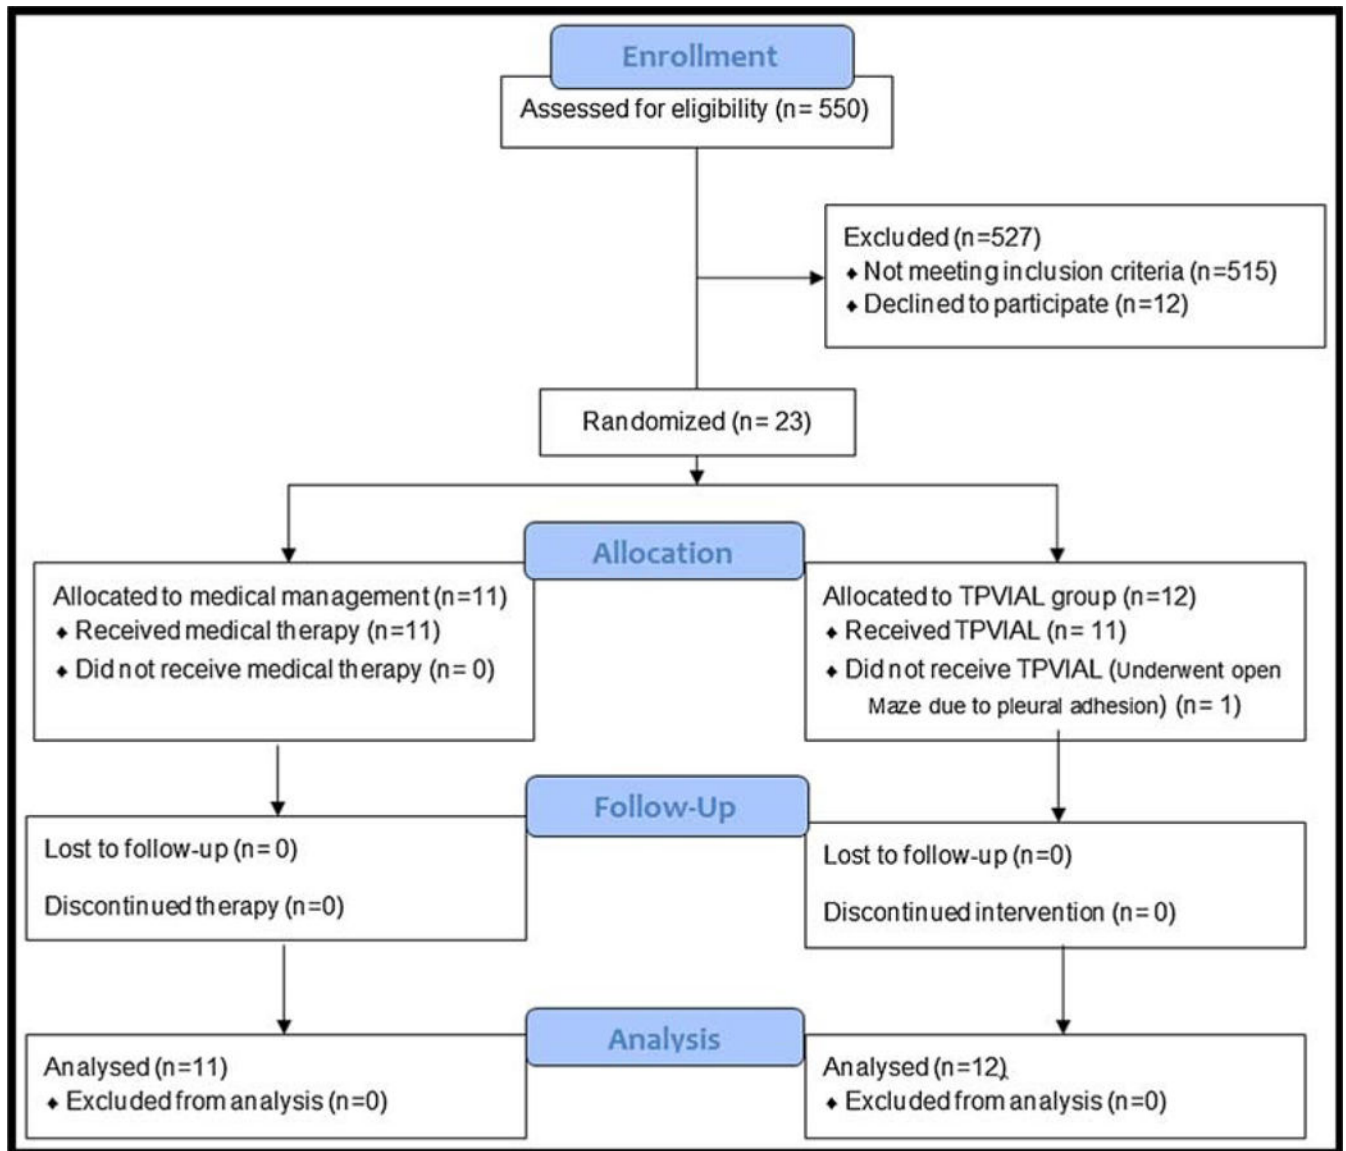 Enrollment
Assessed for eligibility (n= 550)
Excluded (n=527)
♦ Not meeting inclusion criteria (n=515)
♦ Declined to participate (n=12)
Randomized (n= 23)
Allocation
Allocated to medical management (n=11)
♦ Received medical therapy (n=11)
♦ Did not receive medical therapy (n= 0)
Allocated to TPVIAL group (n=12)
♦ Received TPVIAL (n= 11)
♦ Did not receive TPVIAL (Underwent open
Maze due to pleural adhesion) (n= 1)
Follow-Up
Lost to follow-up (n= 0)
Discontinued therapy (n=0)
Lost to follow-up (n=0)
Discontinued intervention (n= 0)
Analysis
Analysed (n=11)
♦ Excluded from analysis (n=0)
Analysed (n=12)
♦ Excluded from analysis (n=0)